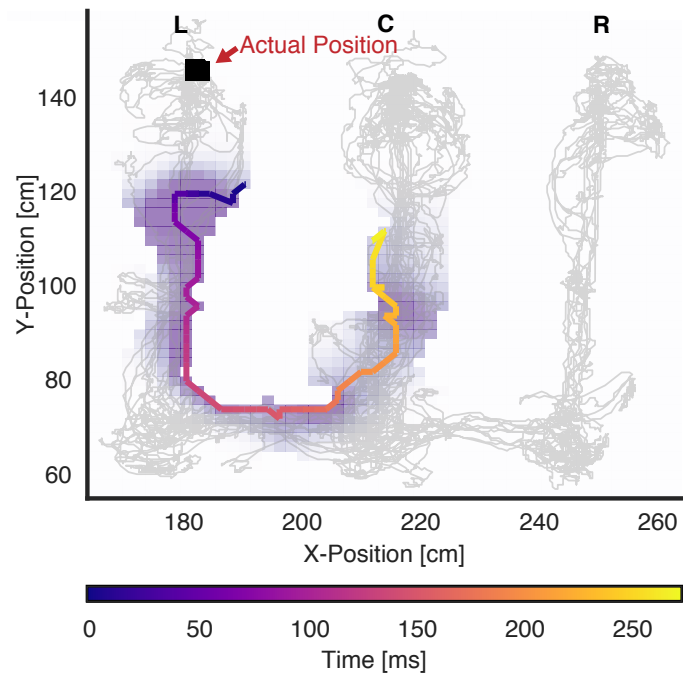 L C R
Actual Position
140
120
100
80
60
Y-Position [cm]
180 200 220 240 260
X-Position [cm]
0 50 100 150 200 250
Time [ms]